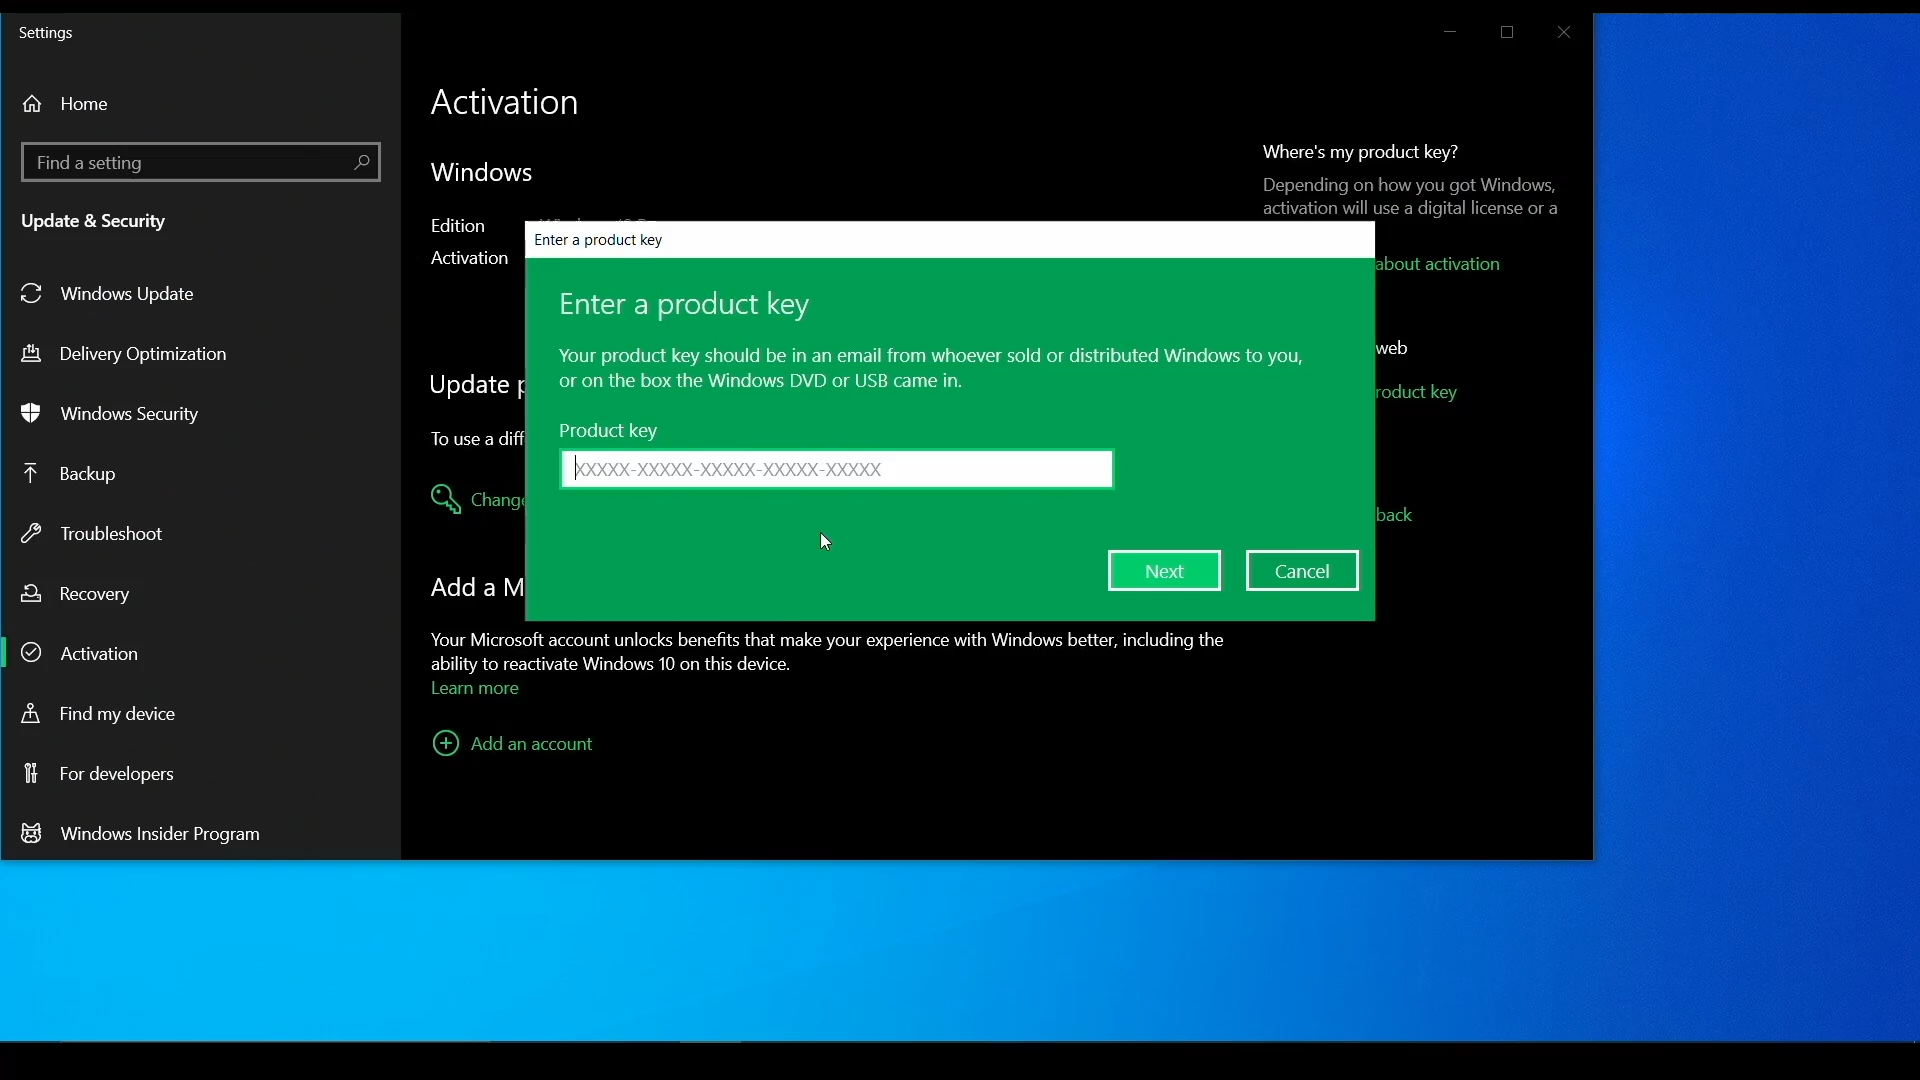 Settings
Home
Find a setting
Update & Security
Windows Update
Delivery Optimization
Windows Security
Backup
Troubleshoot
Recovery
Activation
Find my device
For developers
Windows Insider Program
Activation
Windows
Edition
Activation
Update
To use a
Change
Add a
Your Microsoft account unlocks benefits that make your experience with Windows better, including the
ability to reactivate Windows 10 on this device.
Learn more
Add an account
Enter a product key
Enter a product key
Your product key should be in an email from whoever sold or distributed Windows to you,
or on the box the Windows DVD or USB came in.
Product key
XXXXX-XXXXX-XXXXX-XXXXX-XXXXX
Next
Cancel
Where's my product key?
Depending on how you got Windows,
activation will use a digital license or a
about activation
web
roduct key
back